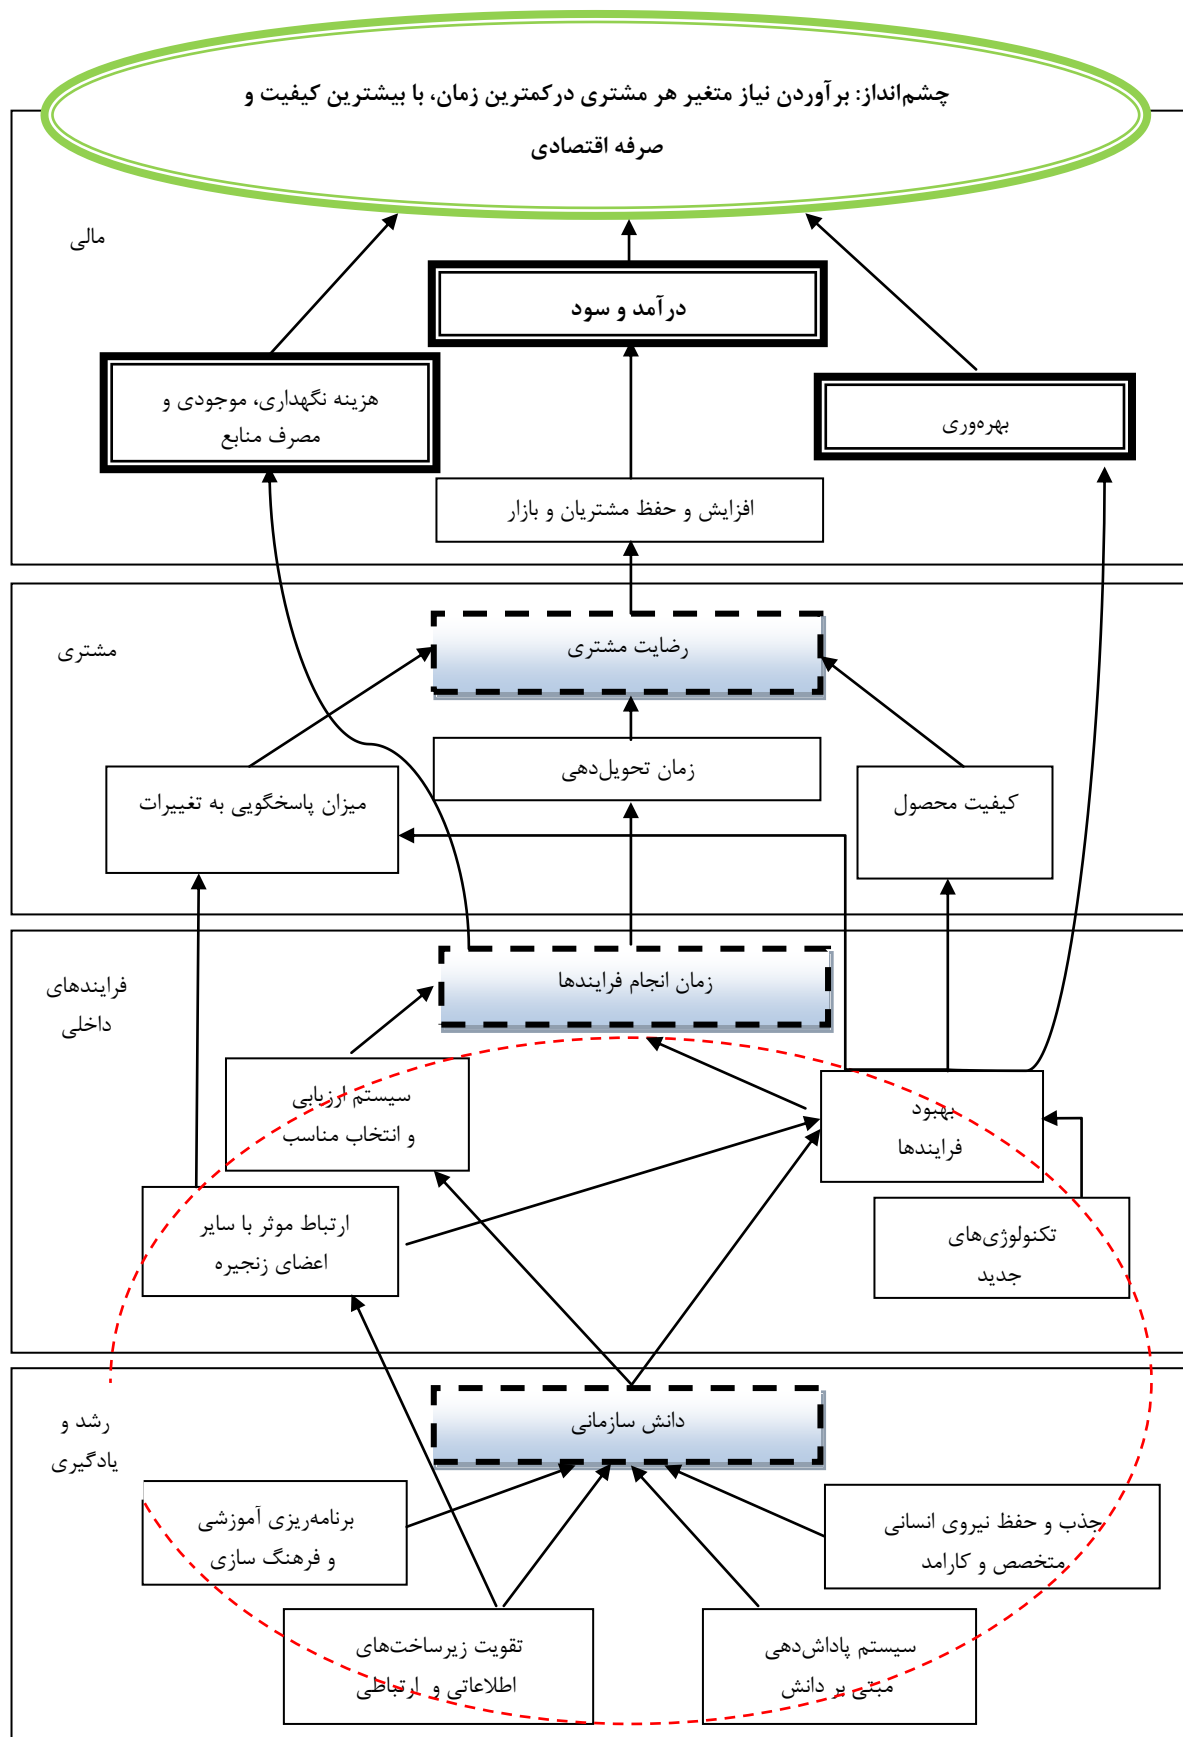 چشم‌انداز: برآوردن نیاز متغیر هر مشتری درکمترین زمان، با بیشترین کیفیت و
صرفه اقتصادی
مالی
درآمد و سود
هزینه نگهداری، موجودی و
مصرف منابع
بهره‌وری
افزایش و حفظ مشتریان و بازار
مشتری
رضایت مشتری
زمان تحویل‌دهی
کیفیت محصول
میزان پاسخگویی به تغییرات
فرایندهای
داخلی
زمان انجام فرایندها
سیستم ارزیابی
و انتخاب مناسب
بهبود
فرایندها
ارتباط موثر با سایر
اعضای زنجیره
تکنولوژی‌های
جدید
رشد و
یادگیری
دانش سازمانی
برنامه‌ریزی آموزشی
و فرهنگ سازی
جذب و حفظ نیروی انسانی
متخصص و کارامد
تقویت زیرساخت‌های
اطلاعاتی و ارتباطی
سیستم پاداش‌دهی
مبتی بر دانش